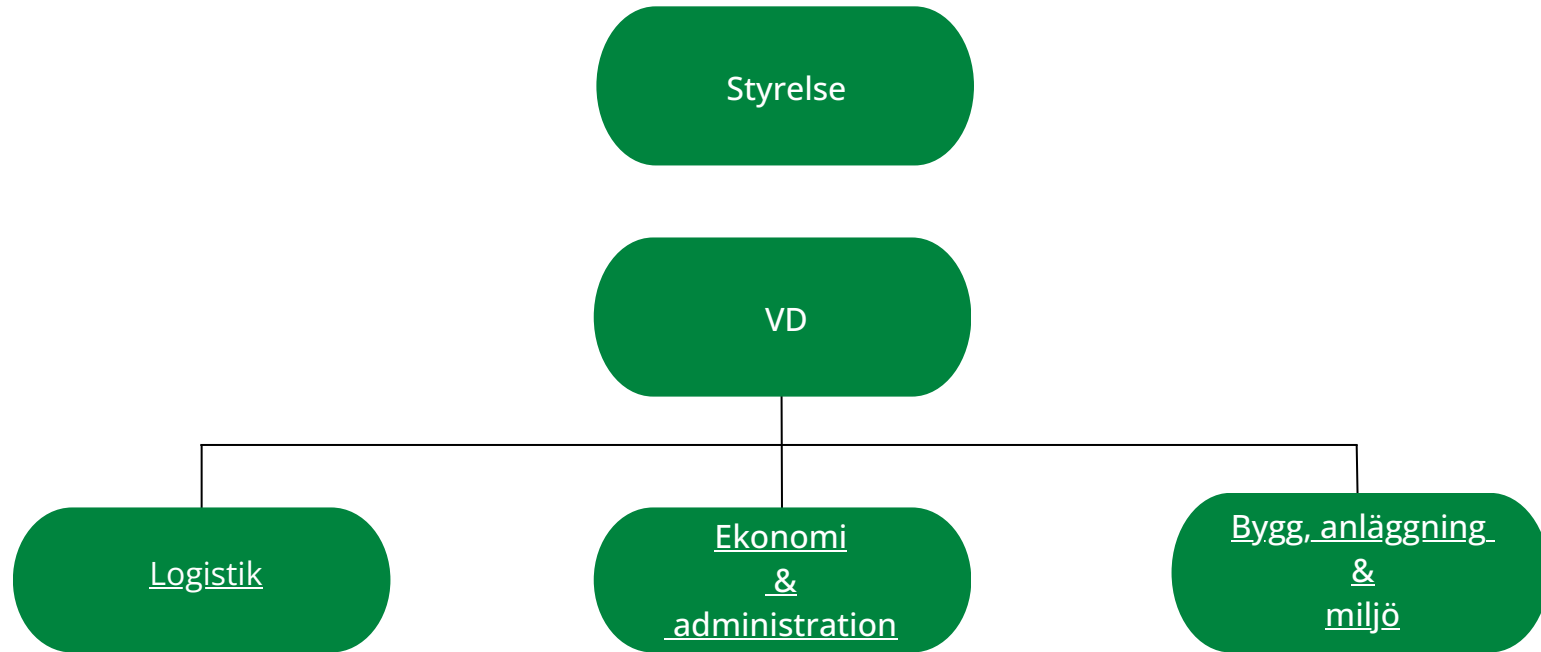 Styrelse
VD
Logistik
Ekonomi
&
administration
Bygg, anläggning
&
miljö